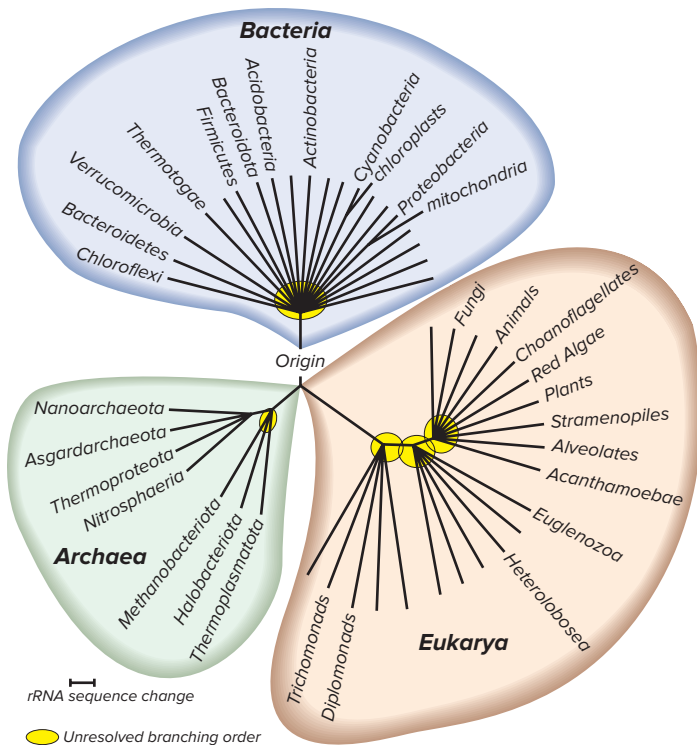 Bacteria
Chloroflexi
Bacteroidetes
Verrucomicrobia
Thermotogae
Firmicutes
Bacteroidota
Acidobacteria
Actinobacteria
Cyanobacteria
chloroplasts
Proteobacteria
mitochondria
Origin
Nanoarchaeota
Asgardarchaeota
Thermoproteota
Nitrosphaeria
Methanobacteriota
Halobacteriota
Thermoplasmatota
Archaea
Fungi
Animals
Choanoflagellates
Red Algae
Plants
Stramenopiles
Alveolates
Acanthamoebae
Euglenozoa
Heterolobosea
Diplomonads
Trichomonads
Eukarya
rRNA sequence change
Unresolved branching order